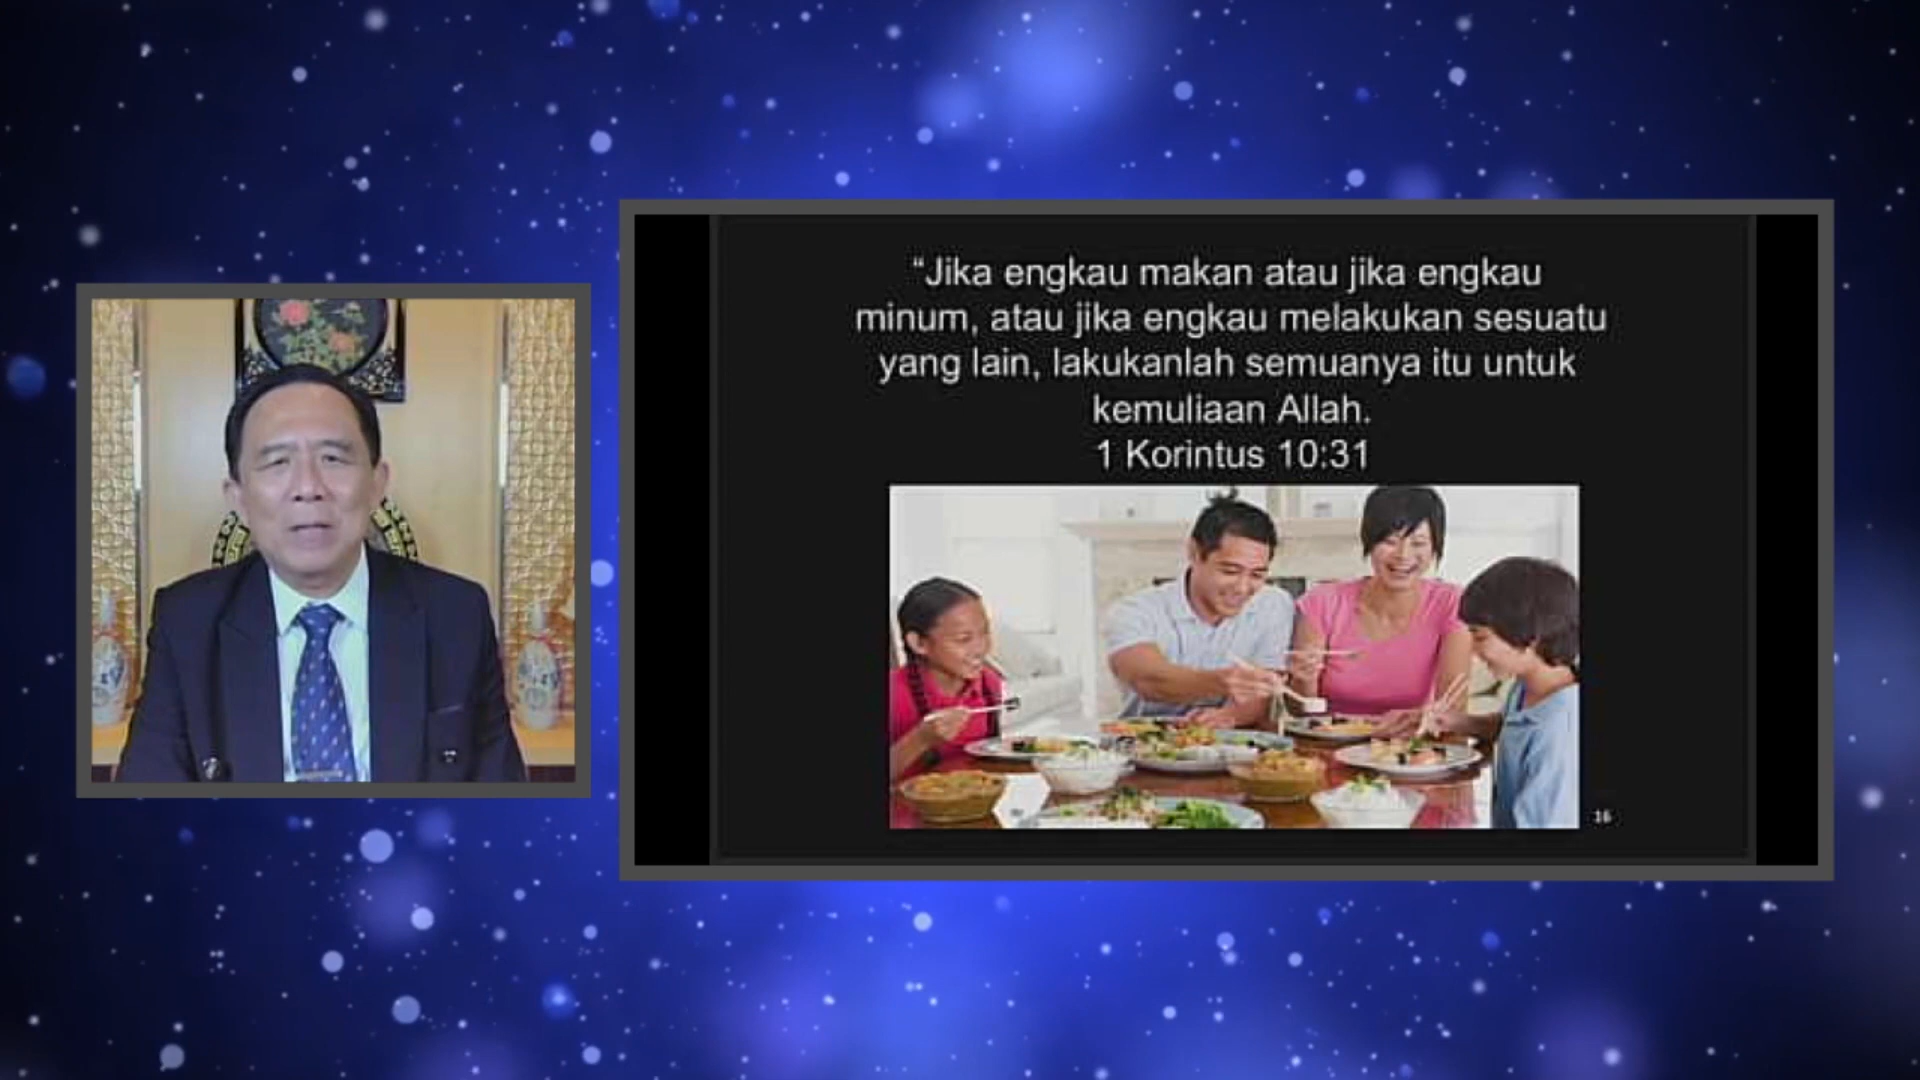 “Jika engkau makan atau jika engkau
minum, atau jika engkau melakukan sesuatu
yang lain, lakukanlah semuanya itu untuk
kemuliaan Allah.
1 Korintus 10:31
16